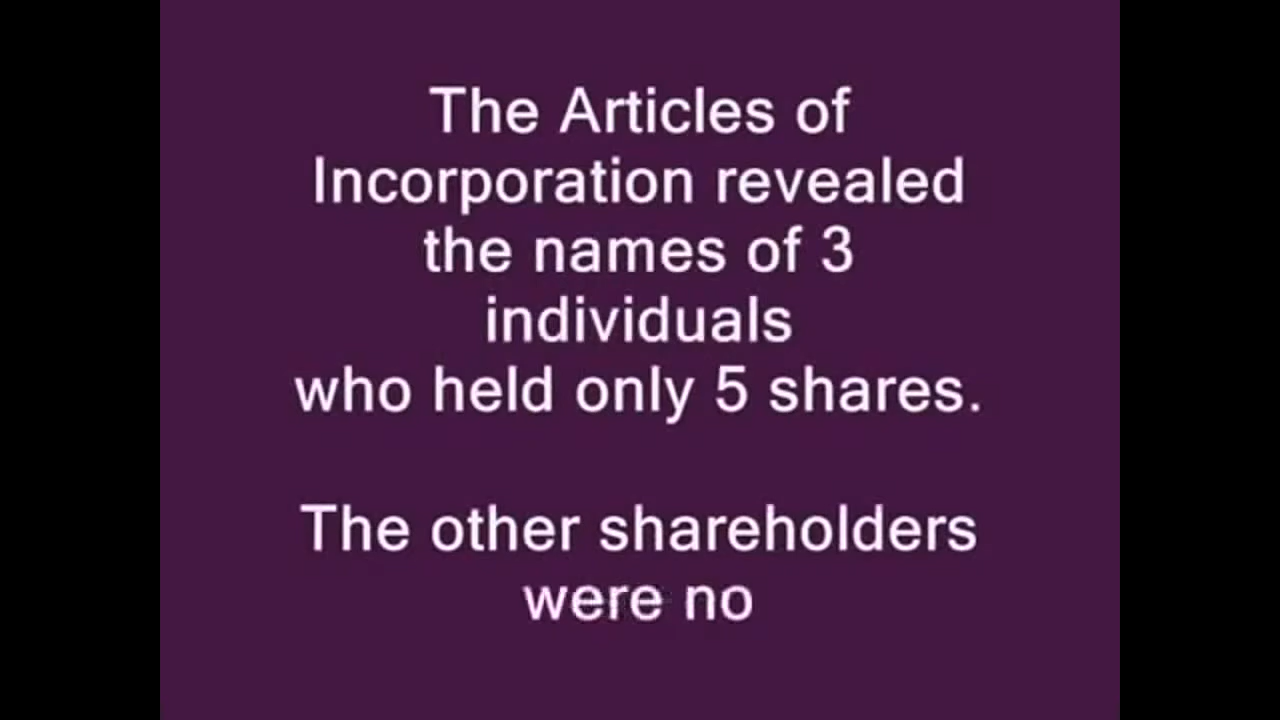 The Articles of
Incorporation revealed
the names of 3
individuals
who held only 5 shares.
The other shareholders
were no